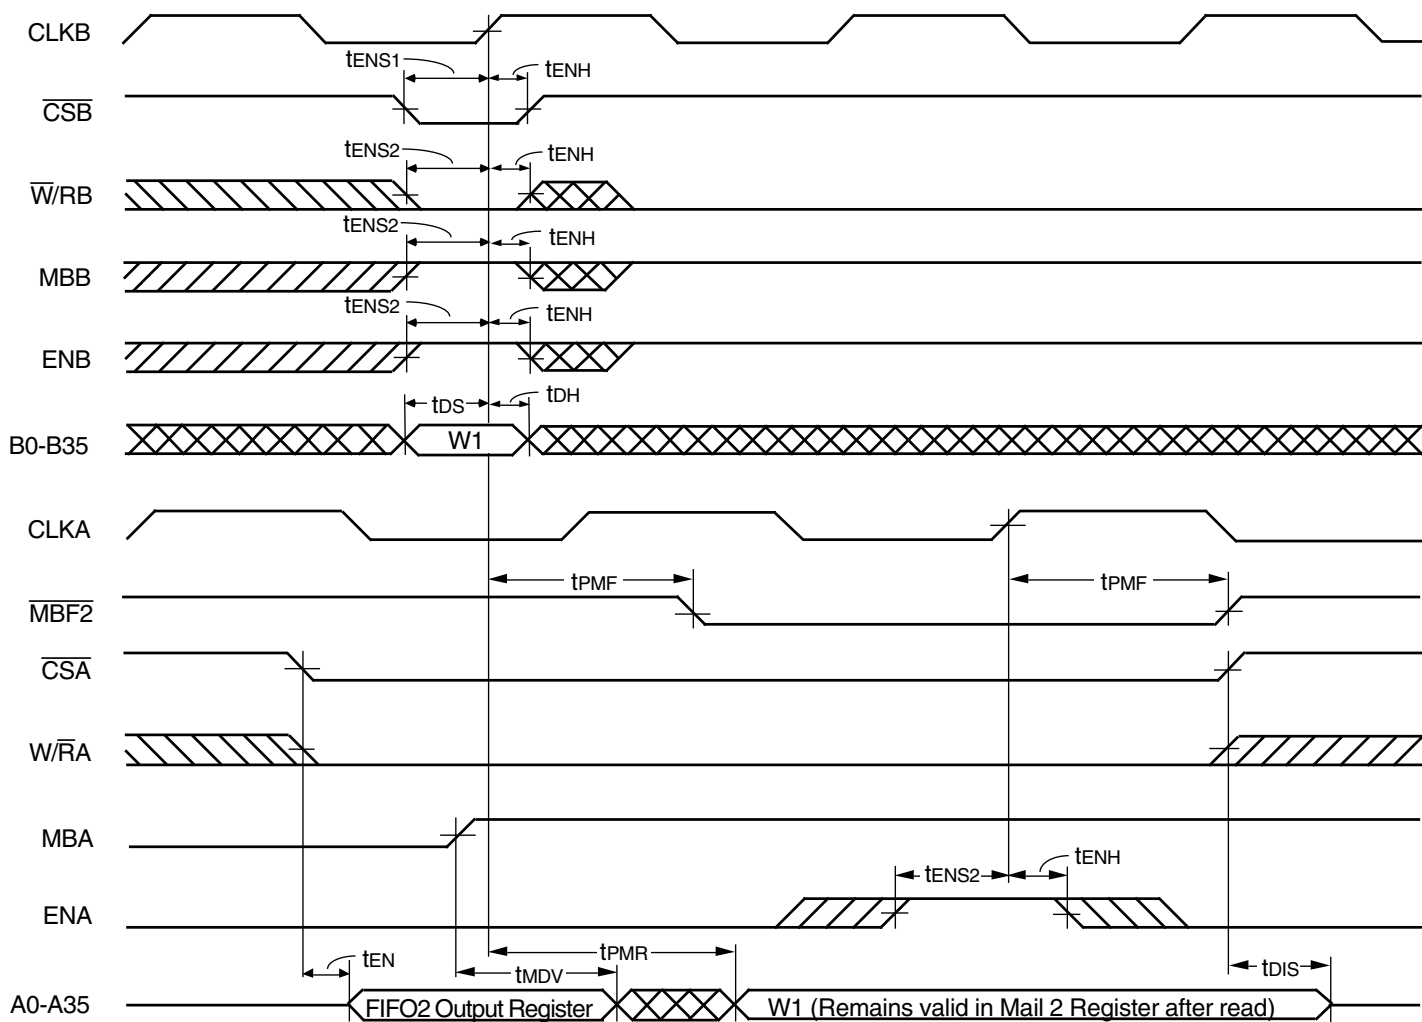 CLKB
tENS1
tENH
CSB
tENS2
tENH
W/RB
tENS2
tENH
MBB
tENS2
tENH
ENB
tDS
tDH
B0-B35
W1
CLKA
tPMF
tPMF
MBF2
CSA
W/RA
MBA
tENS2
tENH
ENA
tEN
tPMR
tMDV
tDIS
A0-A35
FIFO2 Output Register
W1 (Remains valid in Mail 2 Register after read)